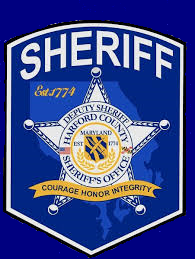 SHERIFF
Est.1774
DEPUTY SHERIFF
HARFORD COUNTY
MARYLAND
EST 1774
SHERIFF'S OFFICE
COURAGE HONOR INTEGRITY